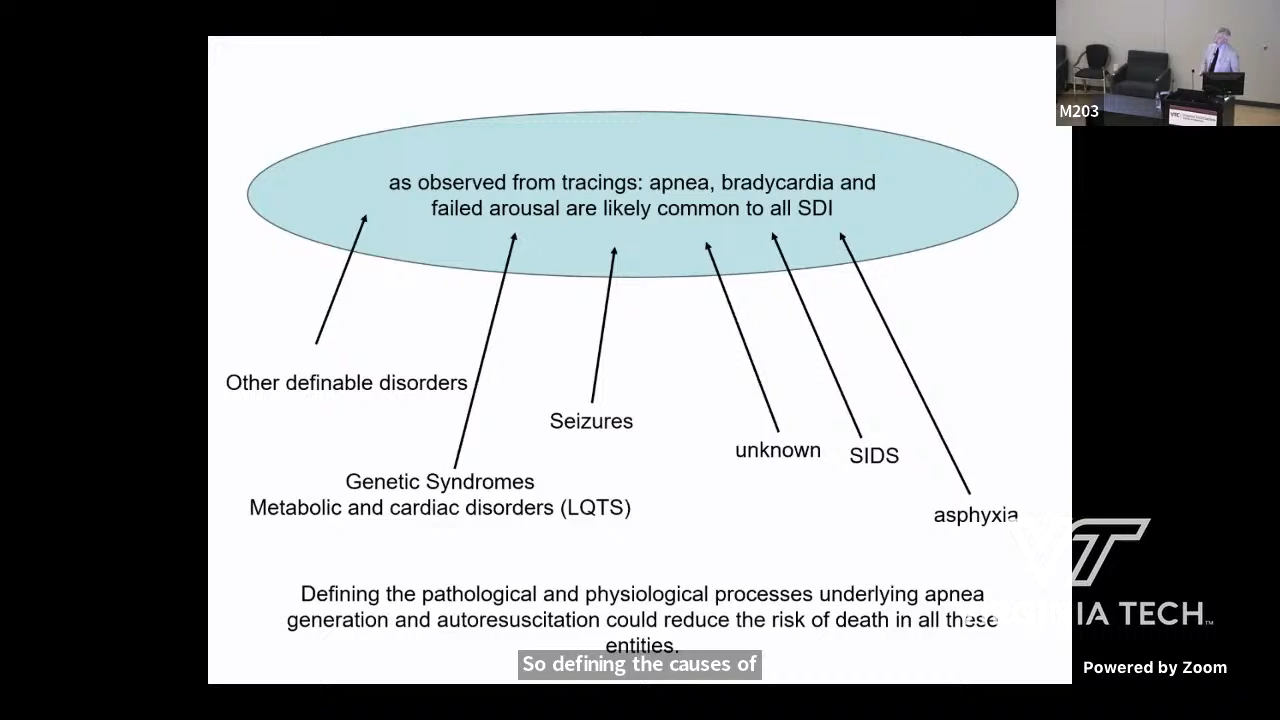 M203
as observed from tracings: apnea, bradycardia and
failed arousal are likely common to all SDI
Other definable disorders
Seizures
unknown
SIDS
Genetic Syndromes
Metabolic and cardiac disorders (LQTS)
asphyxia
Defining the pathological and physiological processes underlying apnea
generation and autoresuscitation could reduce the risk of death in all these
entities.
So defining the causes of
TECH
Powered by Zoom